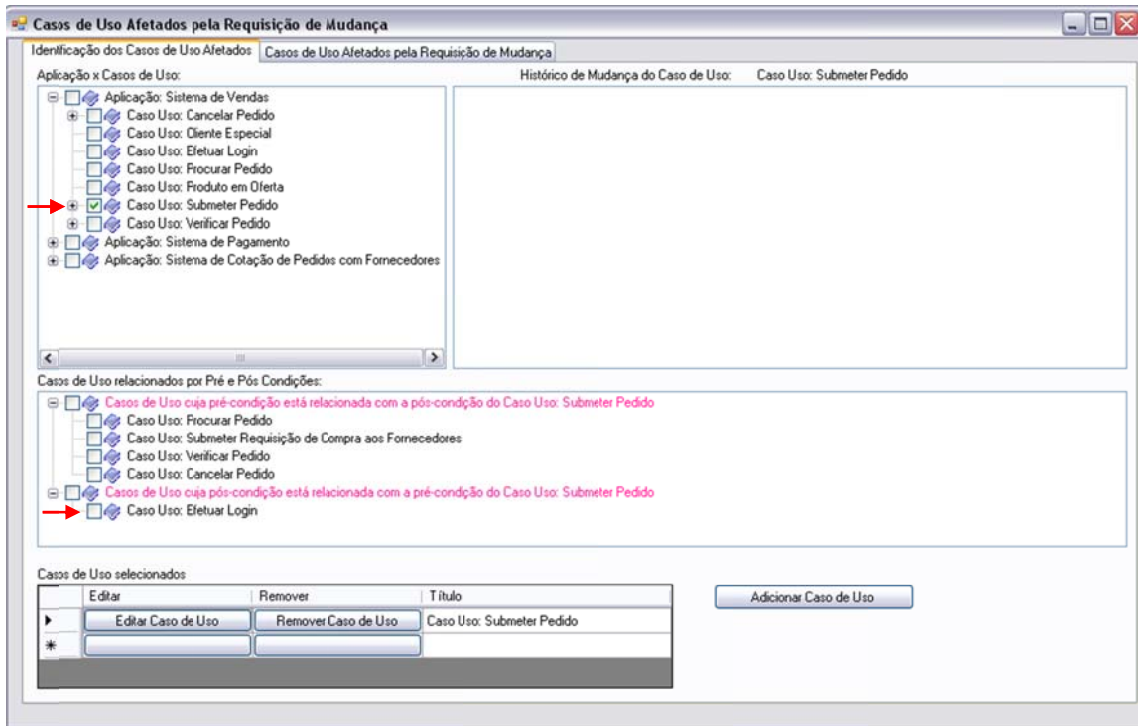 Casos de Uso Afetados pela Requisição de Mudança
Identificação dos Casos de Uso Afetados Casos de Uso Afetados pela Requisição de Mudança
Aplicação x Casos de Uso: Histórico de Mudança do Caso de Uso: Caso Uso: Submeter Pedido
Aplicação: Sistema de Vendas
Caso Uso: Cancelar Pedido
Caso Uso: Cliente Especial
Caso Uso: Efetuar Login
Caso Uso: Procurar Pedido
Caso Uso: Produto em Oferta
Caso Uso: Submeter Pedido
Caso Uso: Verificar Pedido
Aplicação: Sistema de Pagamento
Aplicação: Sistema de Cotação de Pedidos com Fornecedores
Casos de Uso relacionados por Pré e Pós Condições:
Casos de Uso cuja pré-condição está relacionada com a pós-condição do Caso Uso: Submeter Pedido
Caso Uso: Procurar Pedido
Caso Uso: Submeter Requisição de Compra aos Fornecedores
Caso Uso: Verificar Pedido
Caso Uso: Cancelar Pedido
Casos de Uso cuja pós-condição está relacionada com a pré-condição do Caso Uso: Submeter Pedido
Caso Uso: Efetuar Login
Casos de Uso selecionados
Editar Remover Título
Editar Caso de Uso Remover Caso de Uso Caso Uso: Submeter Pedido
Adicionar Caso de Uso